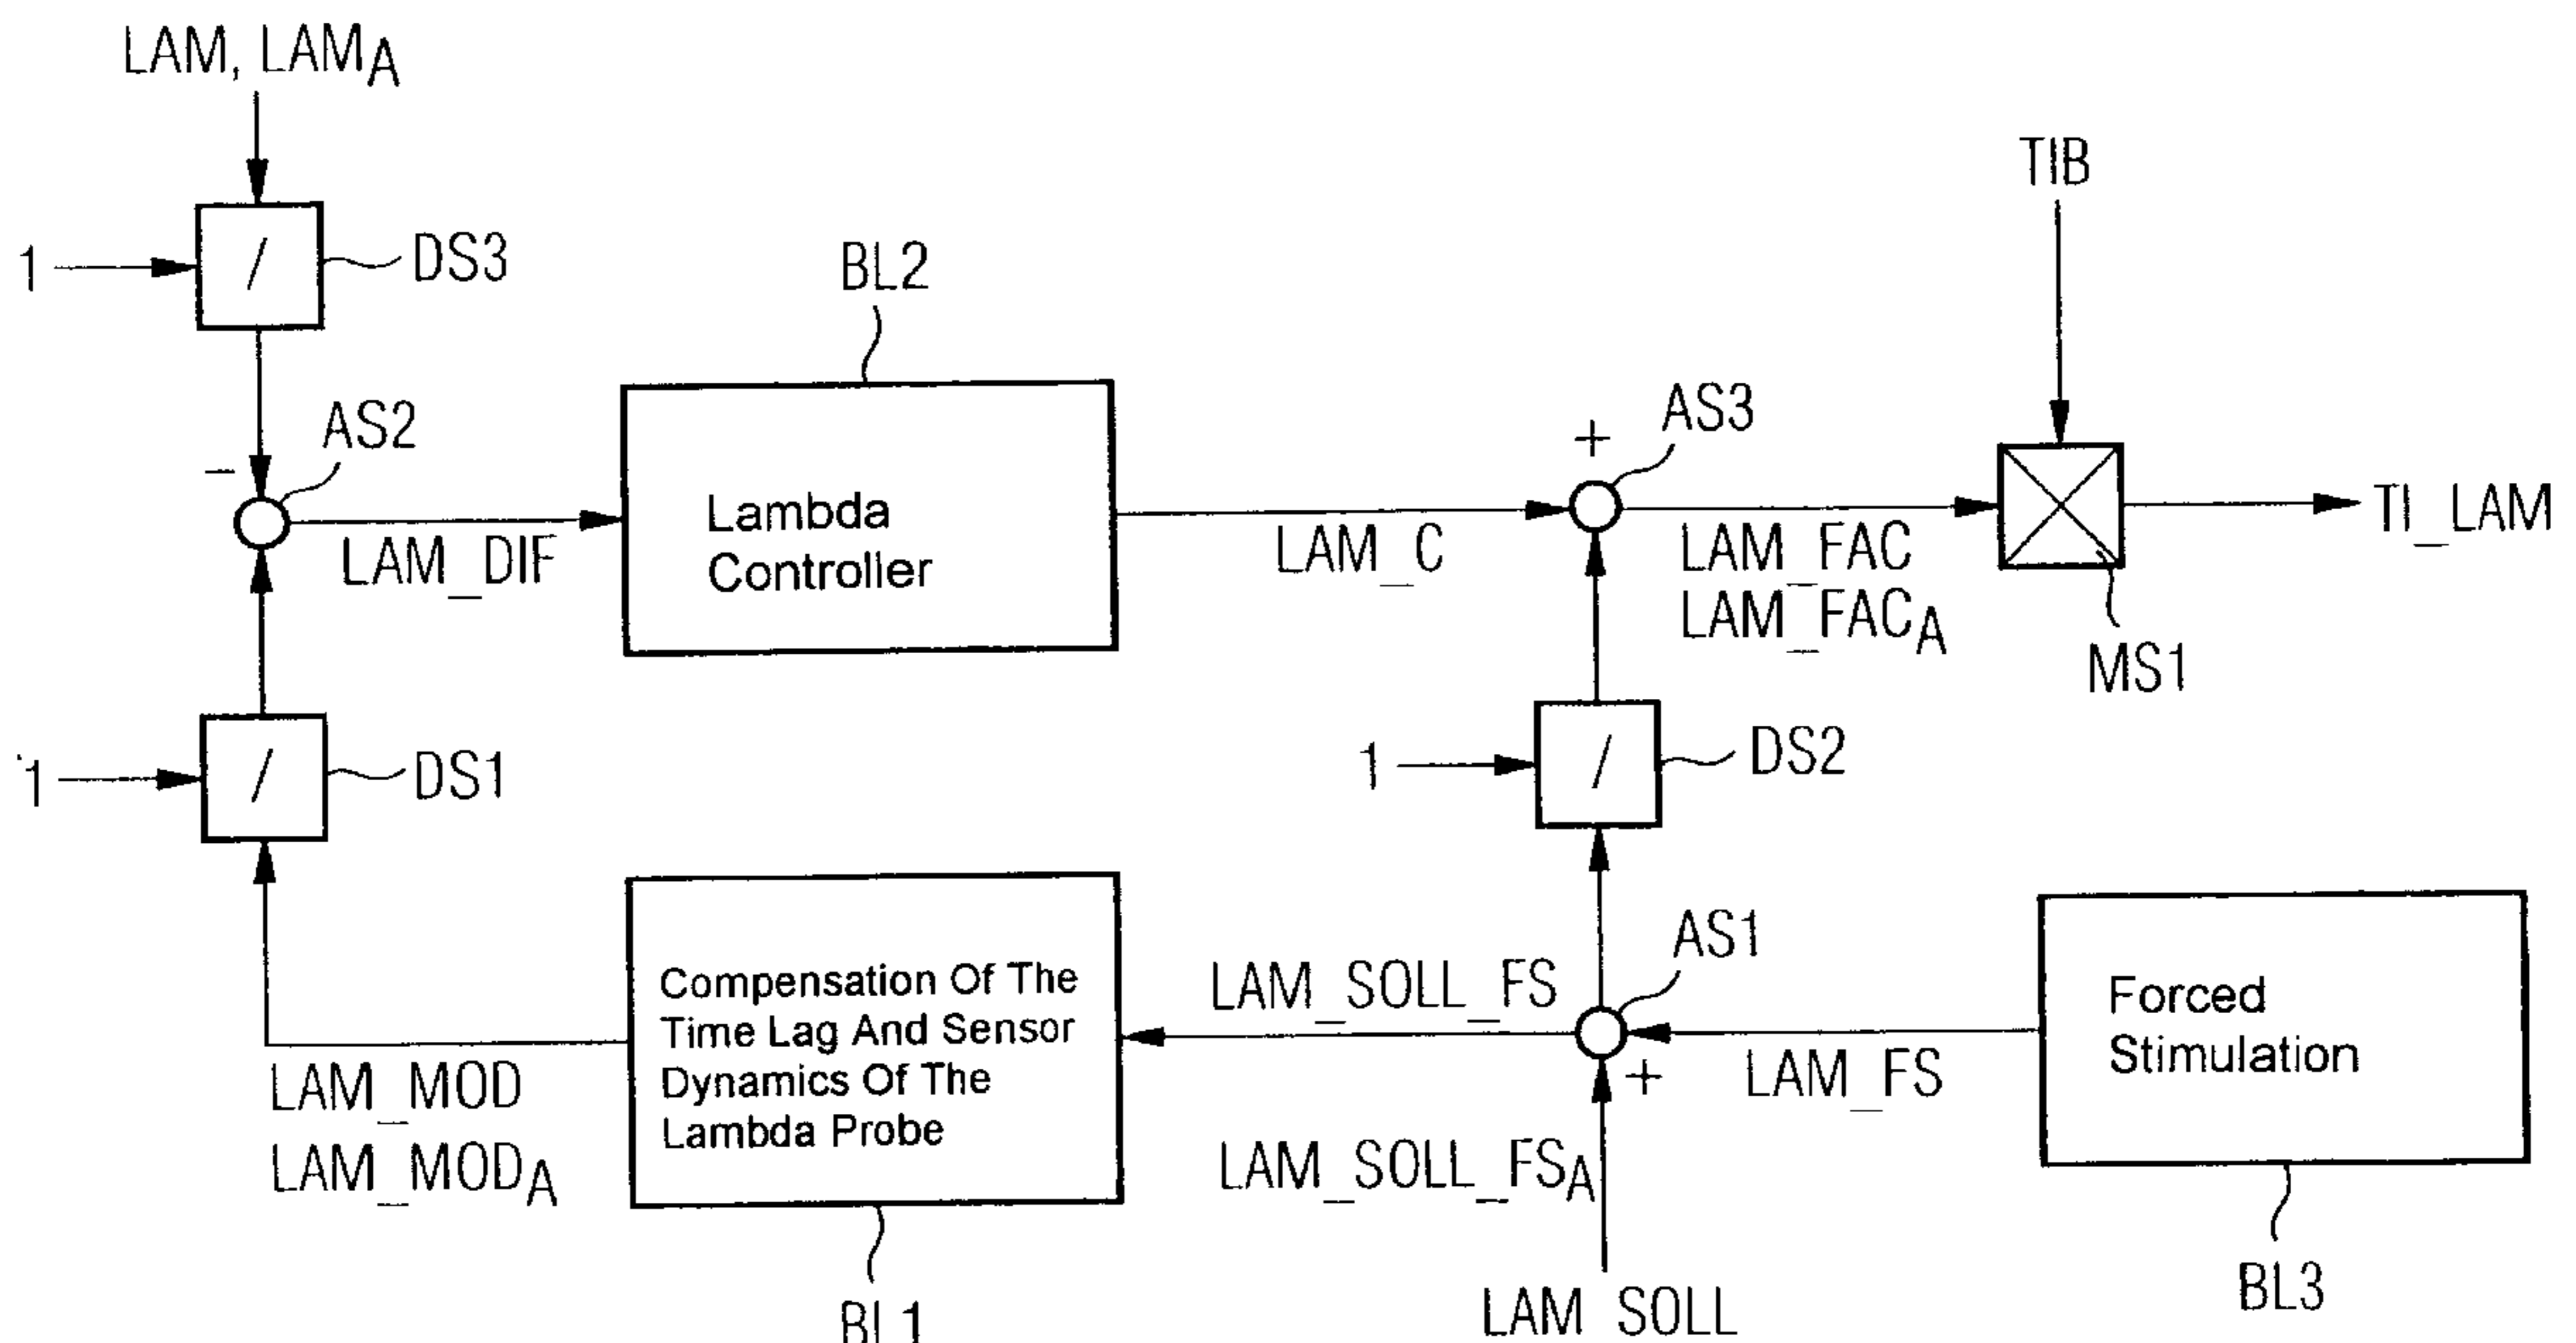 LAM, LAMA
TIB
1
/
DS3
BL2
AS2
AS3
+
−
Lambda
Controller
LAM_DIF
LAM_C
LAM_FAC
LAM_FACA
TI_LAM
MS1
1
/
DS1
1
/
DS2
AS1
Compensation Of The
Time Lag And Sensor
Dynamics Of The
Lambda Probe
LAM_SOLL_FS
Forced
Stimulation
+
LAM_FS
LAM_MOD
LAM_MODA
LAM_SOLL_FSA
BL1
LAM_SOLL
BL3